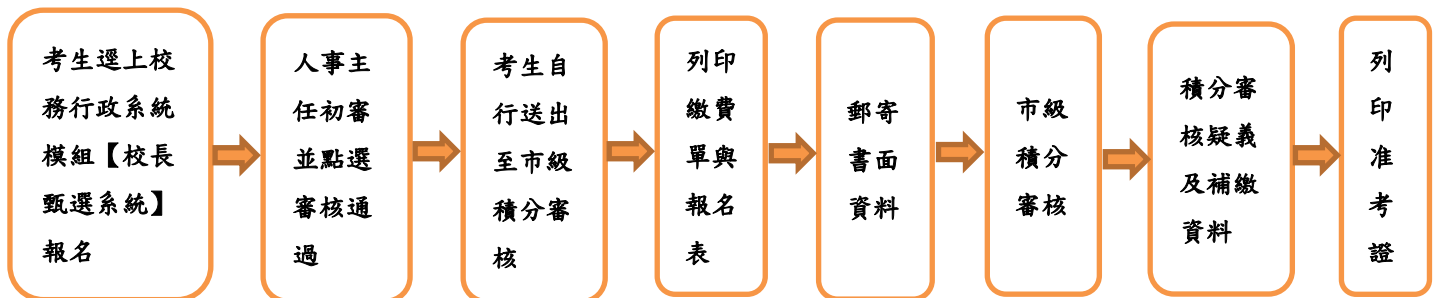 考生逕上校
務行政系統
模組【校長
甄選系統】
報名
人事主
任初審
並點選
審核通
過
考生自
行送出
至市級
積分審
核
列印
繳費
單與
報名
表
郵寄
書面
資料
市級
積分
審核
積分審
核疑義
及補繳
資料
列
印
准
考
證